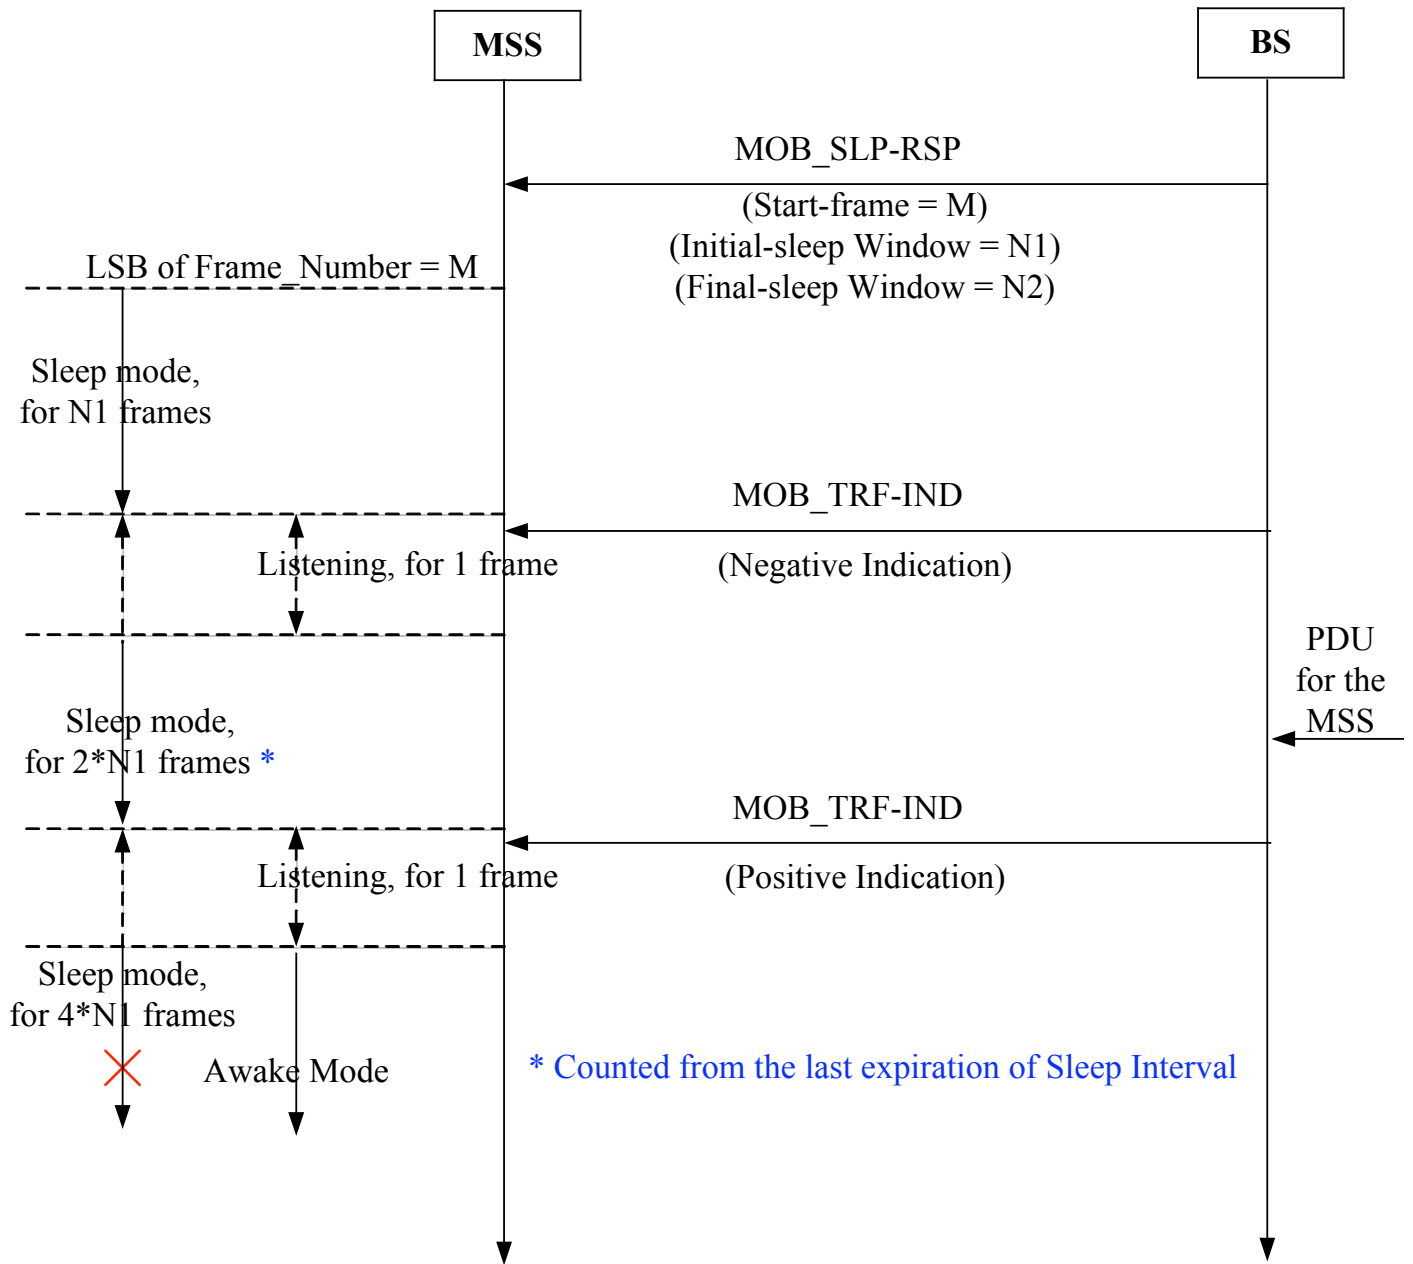 MSS
BS
MOB_SLP-RSP
(Start-frame = M)
(Initial-sleep Window = N1)
LSB of Frame_Number = M
(Final-sleep Window = N2)
Sleep mode,
for N1 frames
MOB_TRF-IND
Listening, for 1 frame
(Negative Indication)
PDU
for the
MSS
Sleep mode,
for 2*N1 frames *
MOB_TRF-IND
Listening, for 1 frame
(Positive Indication)
Sleep mode,
for 4*N1 frames
Awake Mode
* Counted from the last expiration of Sleep Interval